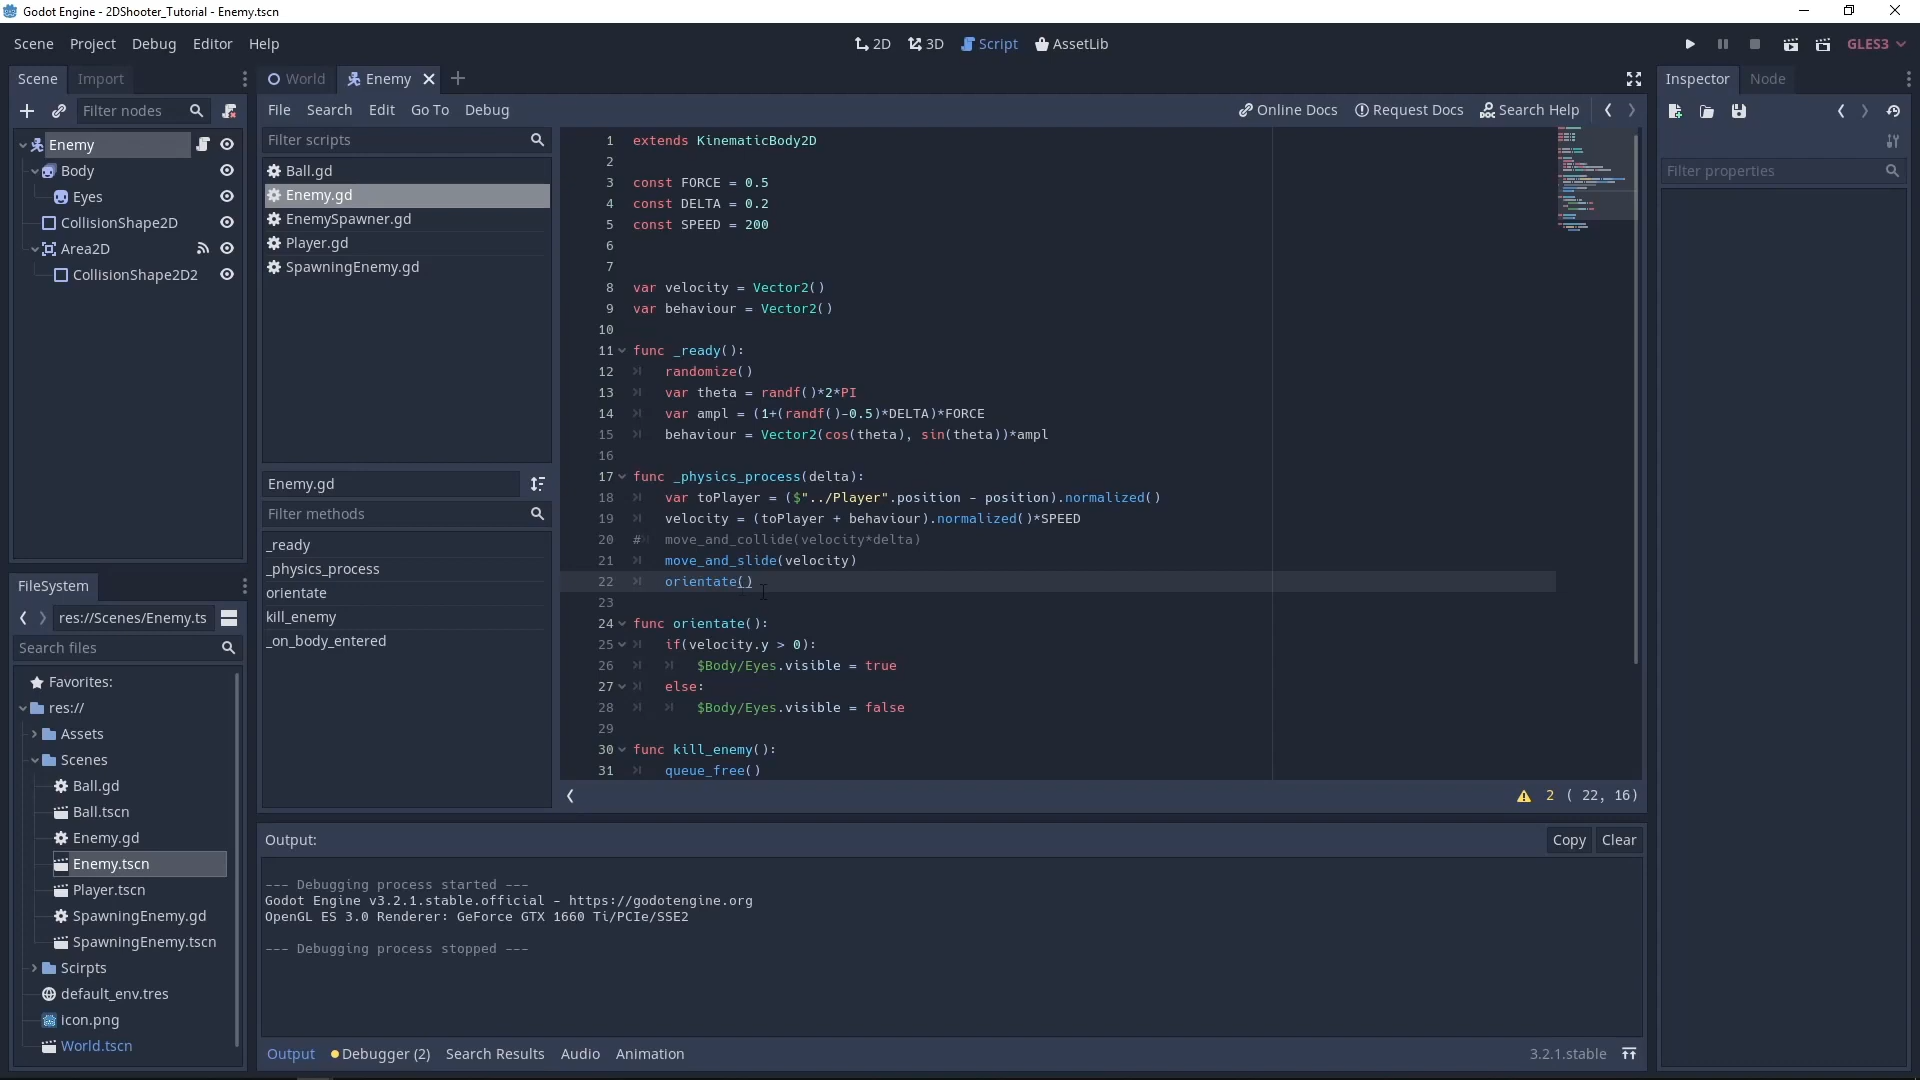 Godot Engine - 2DShooter_Tutorial - Enemy.tscn
Scene Project Debug Editor Help
2D 3D Script AssetLib
GLES3
Scene Import
Filter nodes
Enemy
Body
Eyes
CollisionShape2D
Area2D
CollisionShape2D2
FileSystem
res://Scenes/Enemy.ts
Search files
Favorites:
res://
Assets
Scenes
Ball.gd
Ball.tscn
Enemy.gd
Enemy.tscn
Player.tscn
SpawningEnemy.gd
SpawningEnemy.tscn
Scirpts
default_env.tres
icon.png
World.tscn
World Enemy
File Search Edit Go To Debug
Online Docs Request Docs Search Help
Filter scripts
Ball.gd
Enemy.gd
EnemySpawner.gd
Player.gd
SpawningEnemy.gd
Enemy.gd
Filter methods
_ready
_physics_process
orientate
kill_enemy
_on_body_entered
1 extends KinematicBody2D
2
3 const FORCE = 0.5
4 const DELTA = 0.2
5 const SPEED = 200
6
7
8 var velocity = Vector2()
9 var behaviour = Vector2()
10
11 func _ready():
12 randomize()
13 var theta = randf()*2*PI
14 var ampl = (1+(randf()-0.5)*DELTA)*FORCE
15 behaviour = Vector2(cos(theta), sin(theta))*ampl
16
17 func _physics_process(delta):
18 var toPlayer = ($"../Player".position - position).normalized()
19 velocity = (toPlayer + behaviour).normalized()*SPEED
20 # move_and_collide(velocity*delta)
21 move_and_slide(velocity)
22 orientate()
23
24 func orientate():
25 if(velocity.y > 0):
26 $Body/Eyes.visible = true
27 else:
28 $Body/Eyes.visible = false
29
30 func kill_enemy():
31 queue_free()
2 ( 22, 16)
Output:
Copy Clear
--- Debugging process started ---
Godot Engine v3.2.1.stable.official - https://godotengine.org
OpenGL ES 3.0 Renderer: GeForce GTX 1660 Ti/PCIe/SSE2
--- Debugging process stopped ---
Output Debugger (2) Search Results Audio Animation
3.2.1.stable
Inspector Node
Filter properties